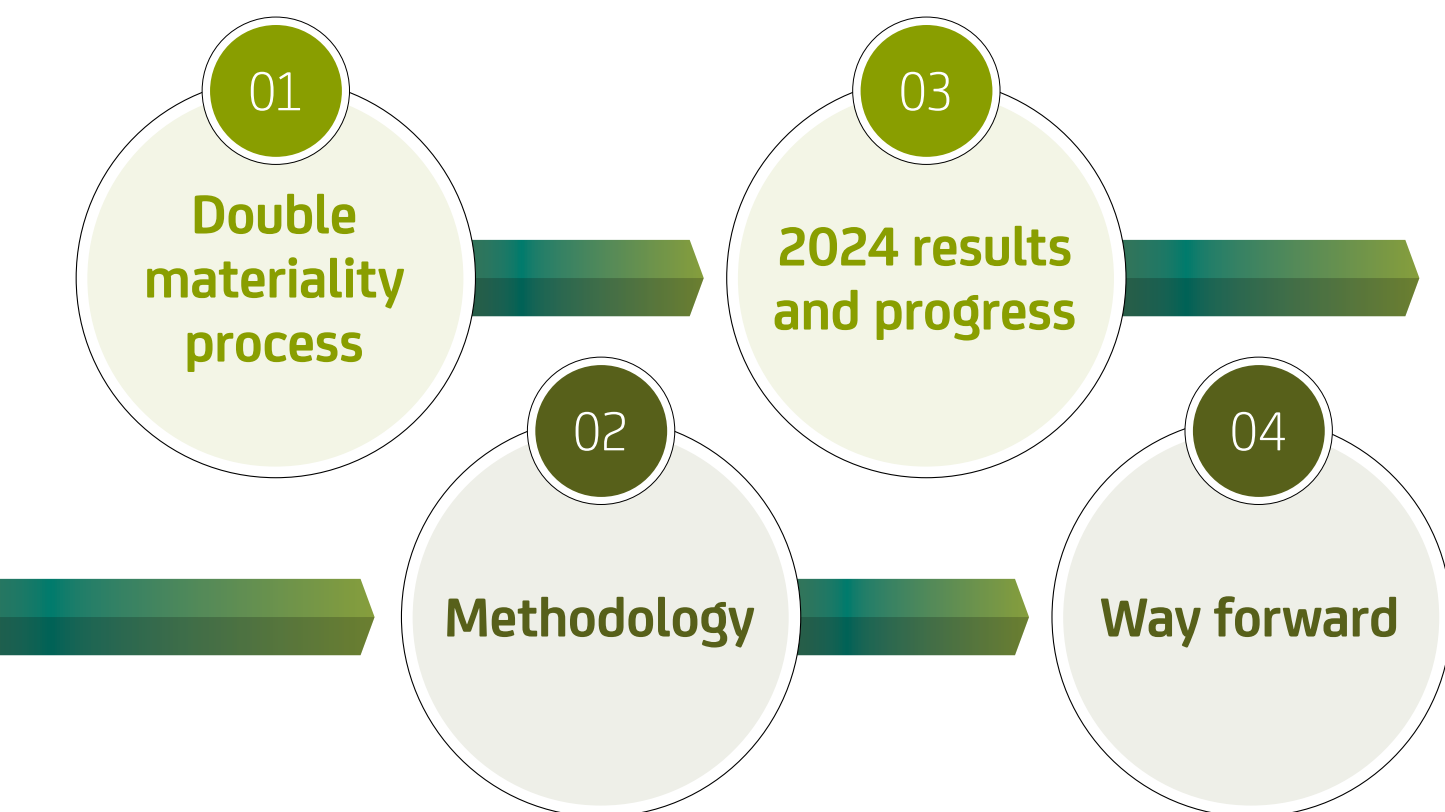 01
Double
materiality
process
02
Methodology
03
2024 results
and progress
04
Way forward